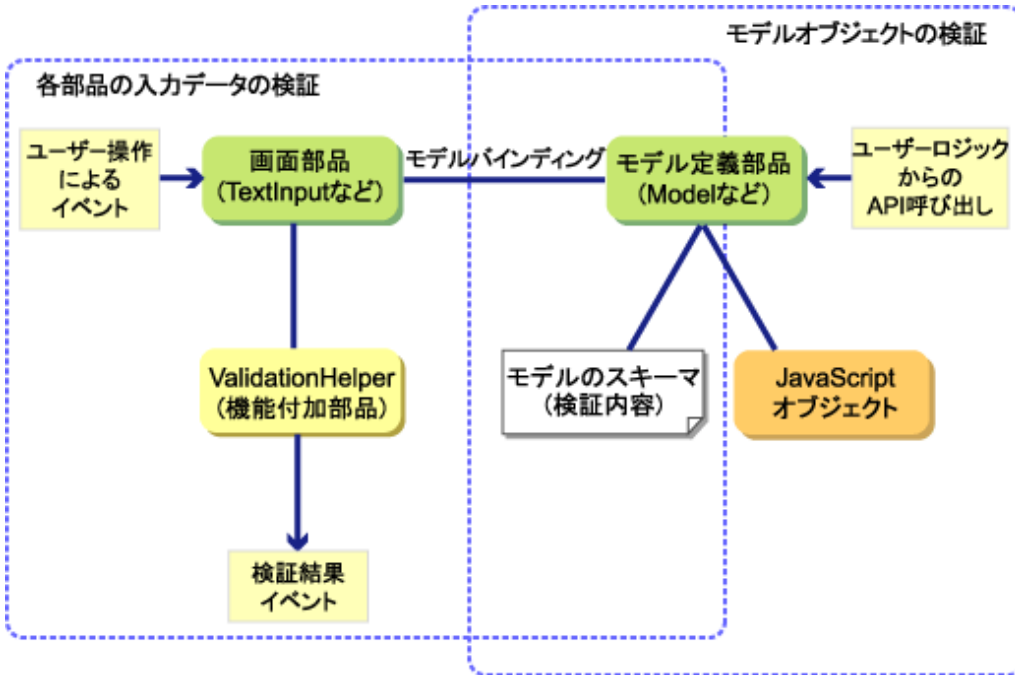 モデルオブジェクトの検証
各部品の入力データの検証
ユーザー操作
による
イベント
画面部品
(TextInputなど)
モデルバインディング
モデル定義部品
(Modelなど)
ユーザーロジック
からの
API呼び出し
ValidationHelper
(機能付加部品)
モデルのスキーマ
(検証内容)
JavaScript
オブジェクト
検証結果
イベント